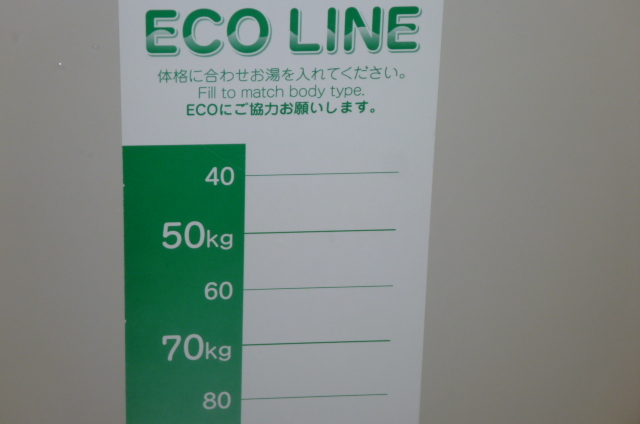 ECO LINE
体格に合わせお湯を入れてください。
Fill to match body type.
ECOにご協力お願いします。
40
50kg
60
70kg
80